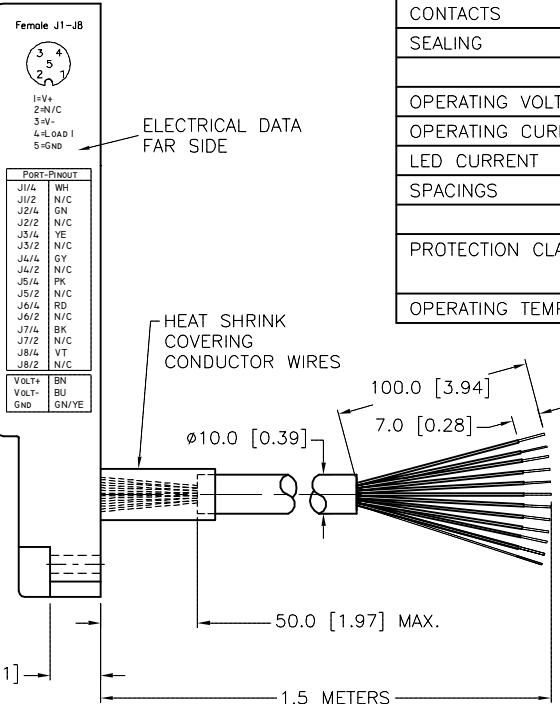 Female J1-J8
3 4
5
2 1
1=V+
2=N/C
3=V-
4=LOAD 1
5=GND
ELECTRICAL DATA
FAR SIDE
PORT-PINOUT
J1/4 WH
J1/2 N/C
J2/4 GN
J2/2 N/C
J3/4 YE
J3/2 N/C
J4/4 GY
J4/2 N/C
J5/4 PK
J5/2 N/C
J6/4 RD
J6/2 N/C
J7/4 BK
J7/2 N/C
J8/4 VT
J8/2 N/C
VOLT+ BN
VOLT- BU
GND GN/YE
CONTACTS
SEALING
OPERATING VOLT
OPERATING CUR
LED CURRENT
SPACINGS
PROTECTION CLA
OPERATING TEMP
HEAT SHRINK
COVERING
CONDUCTOR WIRES
100.0 [3.94]
7.0 [0.28]
⌀10.0 [0.39]
50.0 [1.97] MAX.
1]
1.5 METERS